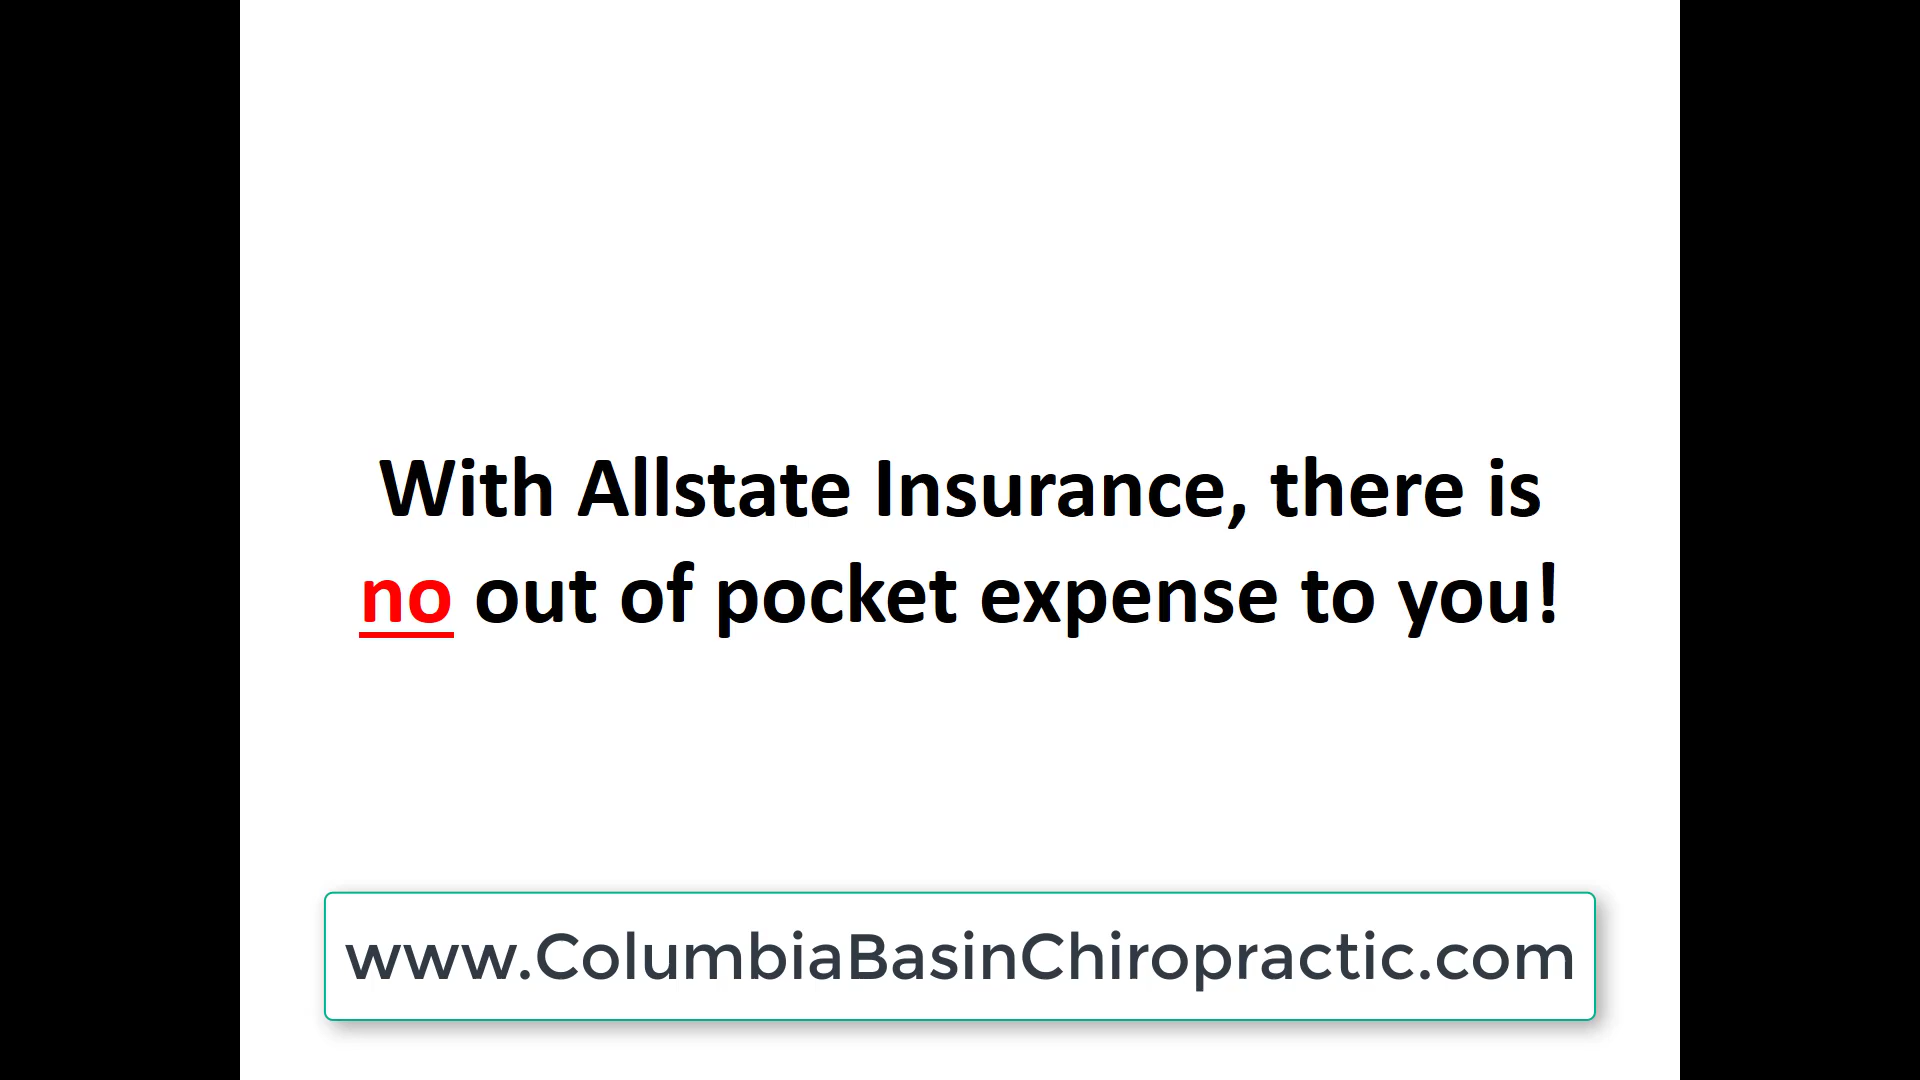 With Allstate Insurance, there is
no out of pocket expense to you!
www.ColumbiaBasinChiropractic.com